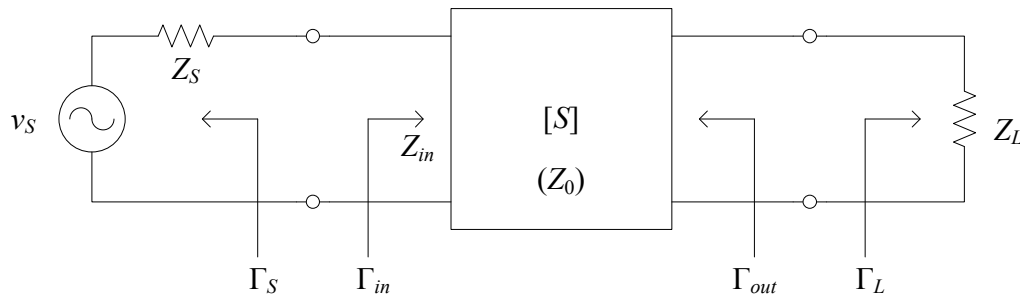 Z_S
v_S
Z_in
[S]
(Z_0)
Z_L
Γ_S
Γ_in
Γ_out
Γ_L